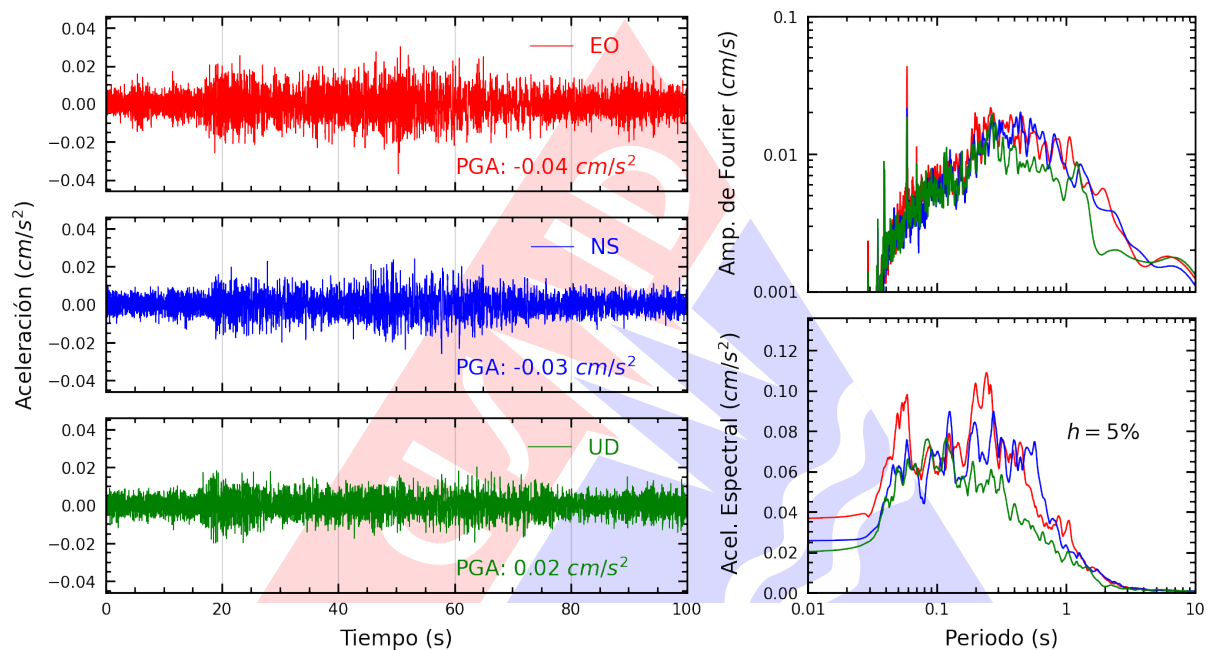 Aceleración (cm/s²)
0.04
0.02
0.00
-0.02
-0.04
EO
PGA: -0.04 cm/s²
0.04
0.02
0.00
-0.02
-0.04
NS
PGA: -0.03 cm/s²
0.04
0.02
0.00
-0.02
-0.04
UD
PGA: 0.02 cm/s²
0 20 40 60 80 100
Tiempo (s)
Amp. de Fourier (cm/s)
0.1
0.01
0.001
Acel. Espectral (cm/s²)
0.12
0.10
0.08
0.06
0.04
0.02
0.00
h = 5%
0.01 0.1 1 10
Periodo (s)